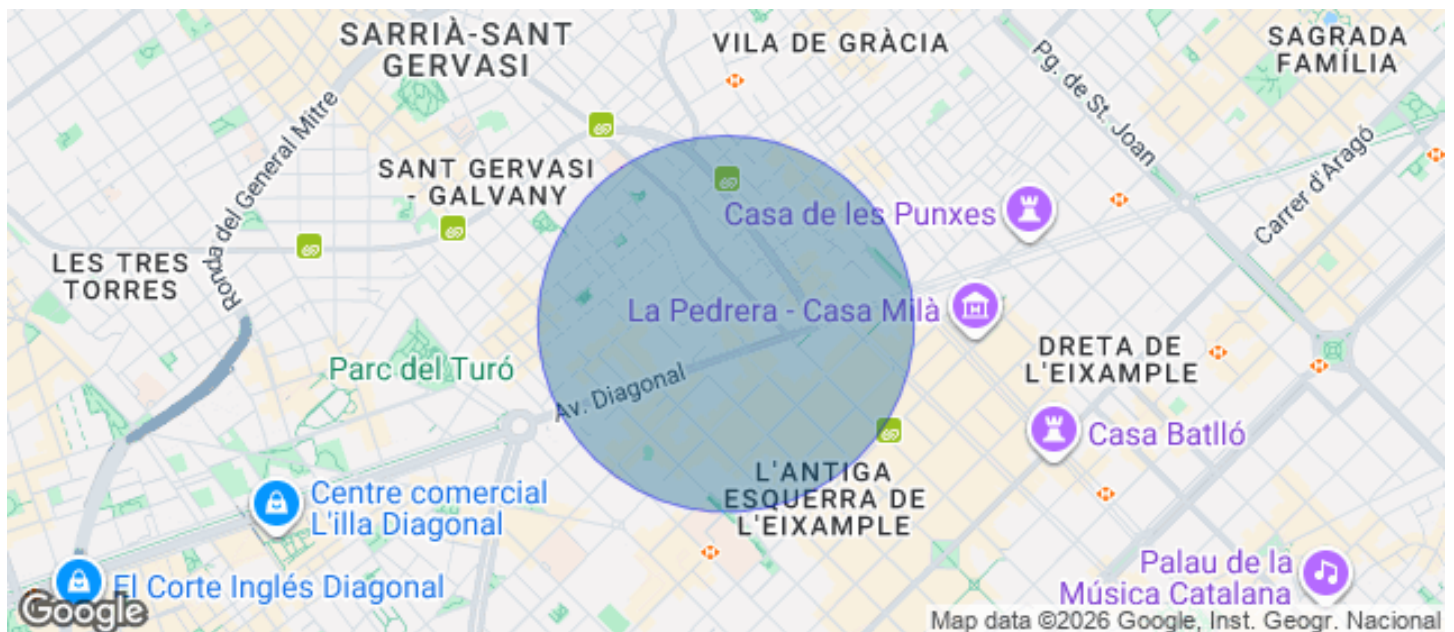 SARRIÀ-SANT
GERVASI
VILA DE GRÀCIA
SAGRADA
FAMÍLIA
Pg. de St. Joan
Ronda del General Mitre
SANT GERVASI
- GALVANY
Carrer d'Aragó
Casa de les Punxes
LES TRES
TORRES
La Pedrera - Casa Milà
DRETA DE
L'EIXAMPLE
Parc del Turó
Av. Diagonal
Casa Batlló
L'ANTIGA
ESQUERRA DE
L'EIXAMPLE
Centre comercial
L'illa Diagonal
Palau de la
Música Catalana
El Corte Inglés Diagonal
Google
Map data ©2026 Google, Inst. Geogr. Nacional